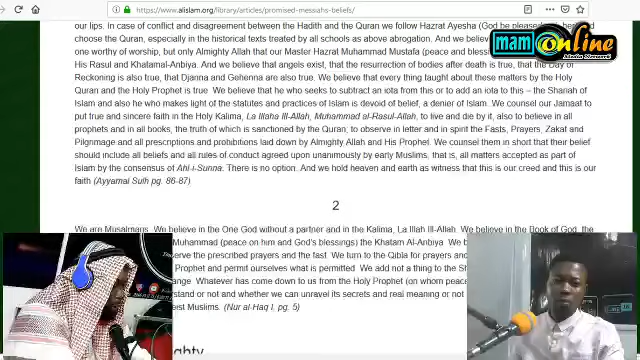 https://www.alislam.org/library/articles/promised-messahs-beliefs/
our lips. In case of conflict and disagreement between the Hadith and the Quran we follow Hazrat Ayesha (God be pleased
choose the Quran, especially in the historical texts treated by all schools as above abrogation. And we believe
one worthy of worship, but only Almighty Allah that our Master Hazrat Muhammad Mustafa (peace and
His Rasul and Khatamal-Anbiya. And we believe that angels exist, that the resurrection of bodies after death is true, that the Day of
Reckoning is also true, that Djanna and Gehenna are also true. We believe that every thing taught about these matters by the Holy
Quran and the Holy Prophet is true We believe that he who seeks to subtract an iota from this or to add an iota to this – the Shariah of
Islam and also he who makes light of the statutes and practices of Islam is devoid of belief, a denier of Islam. We counsel our Jamaat to
put true and sincere faith in the Holy Kalima, La Illaha Ill-Allah, Muhammad al-Rasul-Allah, to live and die by it, also to believe in all
prophets and in all books, the truth of which is sanctioned by the Quran; to observe in letter and in spirit the Fasts, Prayers, Zakat and
Pilgrimage and all prescriptions and prohibitions laid down by Almighty Allah and His Prophet. We counsel them in short that their belief
should include all beliefs and all rules of conduct agreed upon unanimously by early Muslims, that is, all matters accepted as part of
Islam by the consensus of Ahl-i-Sunna. There is no option. And we hold heaven and earth as witness that this is our creed and this is our
faith (Ayyamal Sulh pg. 86-87)
2
We are Musalmans. We believe in the One God without a partner and in the Kalima, La Illah Ill-Allah. We believe in the Book of God, the
Muhammad (peace on him and God's blessings) the Khatam Al-Anbiya. We
serve the prescribed prayers and the fast. We turn to the Qibla for prayers
Prophet and permit ourselves what is permitted. We add not a thing to the
Whatever has come down to us from the Holy Prophet (on whom
and or not and whether we can unravel its secrets and real meaning or not
Muslims. (Nur al-Haq I, pg. 5)
mam online
Media Network